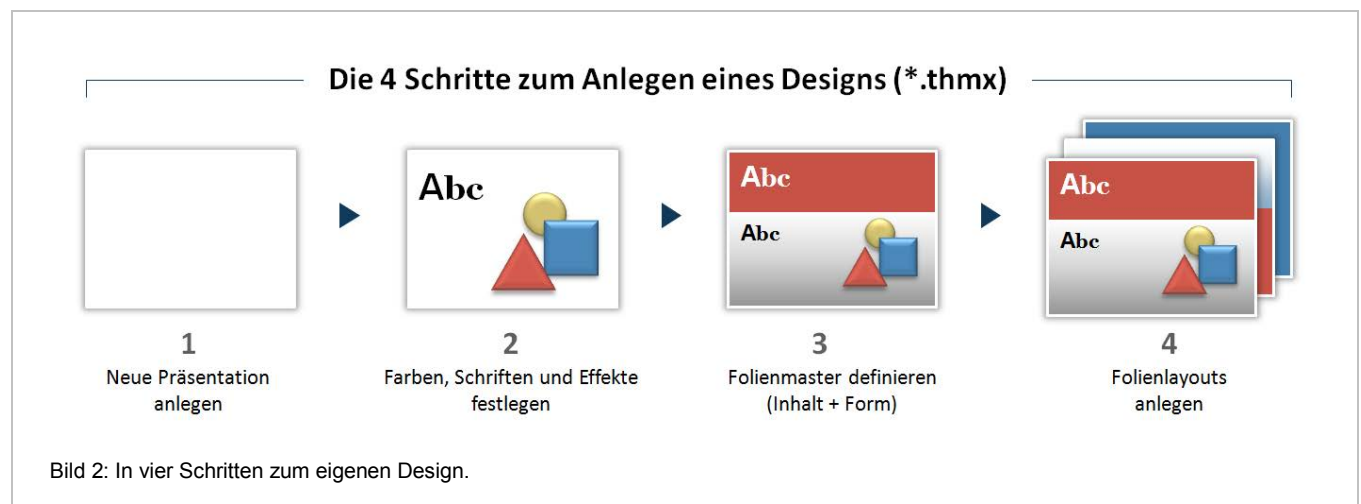 Die 4 Schritte zum Anlegen eines Designs (*.thmx)
Abc
Abc
Abc
Abc
Abc
1
Neue Präsentation
anlegen
2
Farben, Schriften und Effekte
festlegen
3
Folienmaster definieren
(Inhalt + Form)
4
Folienlayouts
anlegen
Bild 2: In vier Schritten zum eigenen Design.